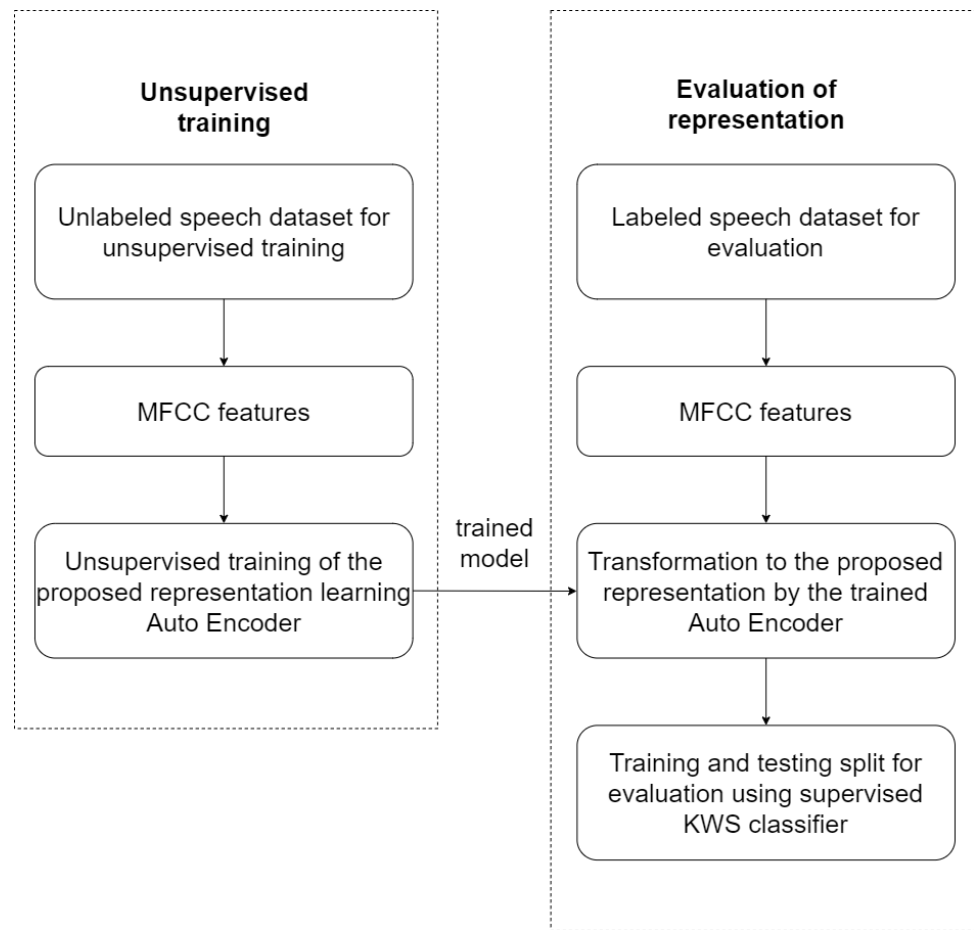 Unsupervised
training
Unlabeled speech dataset for
unsupervised training
MFCC features
Unsupervised training of the
proposed representation learning
Auto Encoder
trained
model
Evaluation of
representation
Labeled speech dataset for
evaluation
MFCC features
Transformation to the proposed
representation by the trained
Auto Encoder
Training and testing split for
evaluation using supervised
KWS classifier